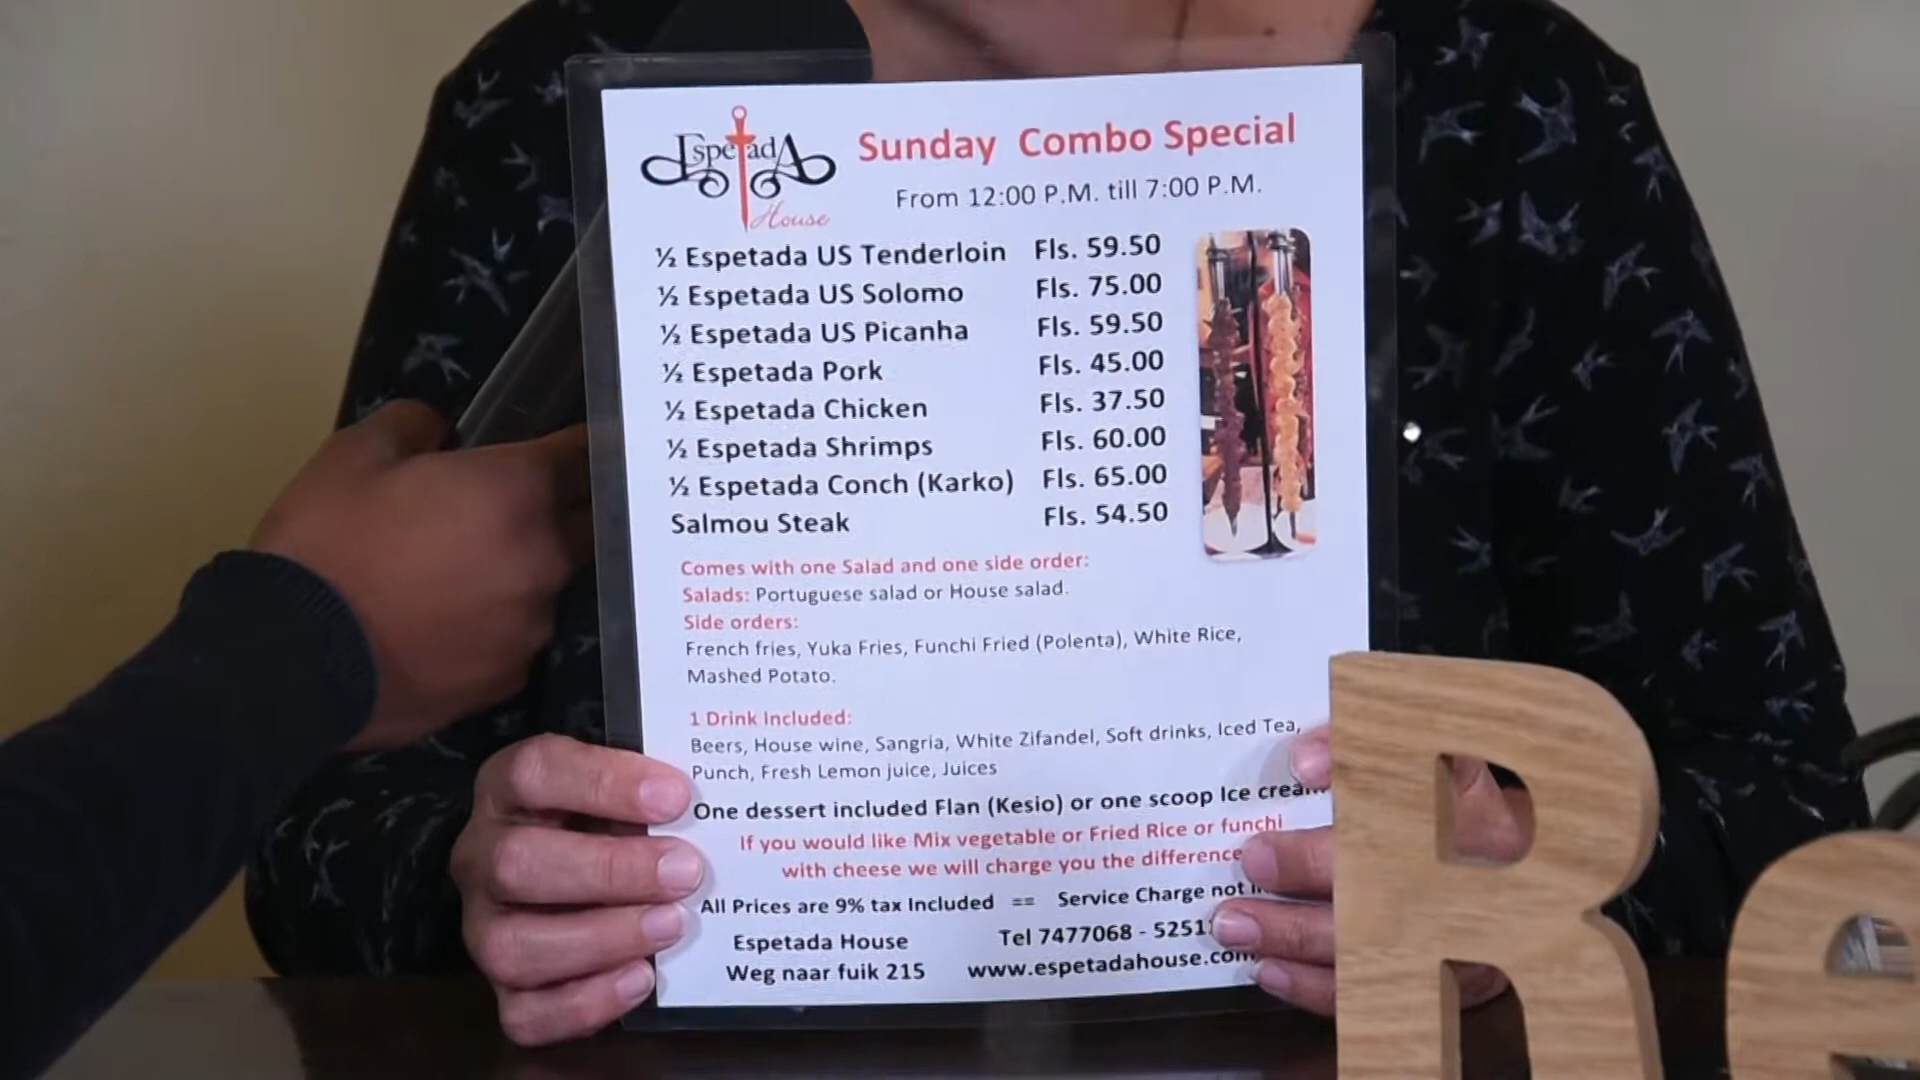 EspetadA
House
Sunday Combo Special
From 12:00 P.M. till 7:00 P.M.
½ Espetada US Tenderloin Fls. 59.50
½ Espetada US Solomo Fls. 75.00
½ Espetada US Picanha Fls. 59.50
½ Espetada Pork Fls. 45.00
½ Espetada Chicken Fls. 37.50
½ Espetada Shrimps Fls. 60.00
½ Espetada Conch (Karko) Fls. 65.00
Salmou Steak Fls. 54.50
Comes with one Salad and one side order:
Salads: Portuguese salad or House salad.
Side orders:
French fries, Yuka Fries, Funchi Fried (Polenta), White Rice,
Mashed Potato.
1 Drink Included:
Beers, House wine, Sangria, White Zifandel, Soft drinks, Iced Tea,
Punch, Fresh Lemon juice, Juices
One dessert included Flan (Kesio) or one scoop Ice cream
If you would like Mix vegetable or Fried Rice or funchi
with cheese we will charge you the difference
All Prices are 9% tax Included == Service Charge not
Espetada House Tel 7477068 - 5251
Weg naar fuik 215 www.espetadahouse.com
Re